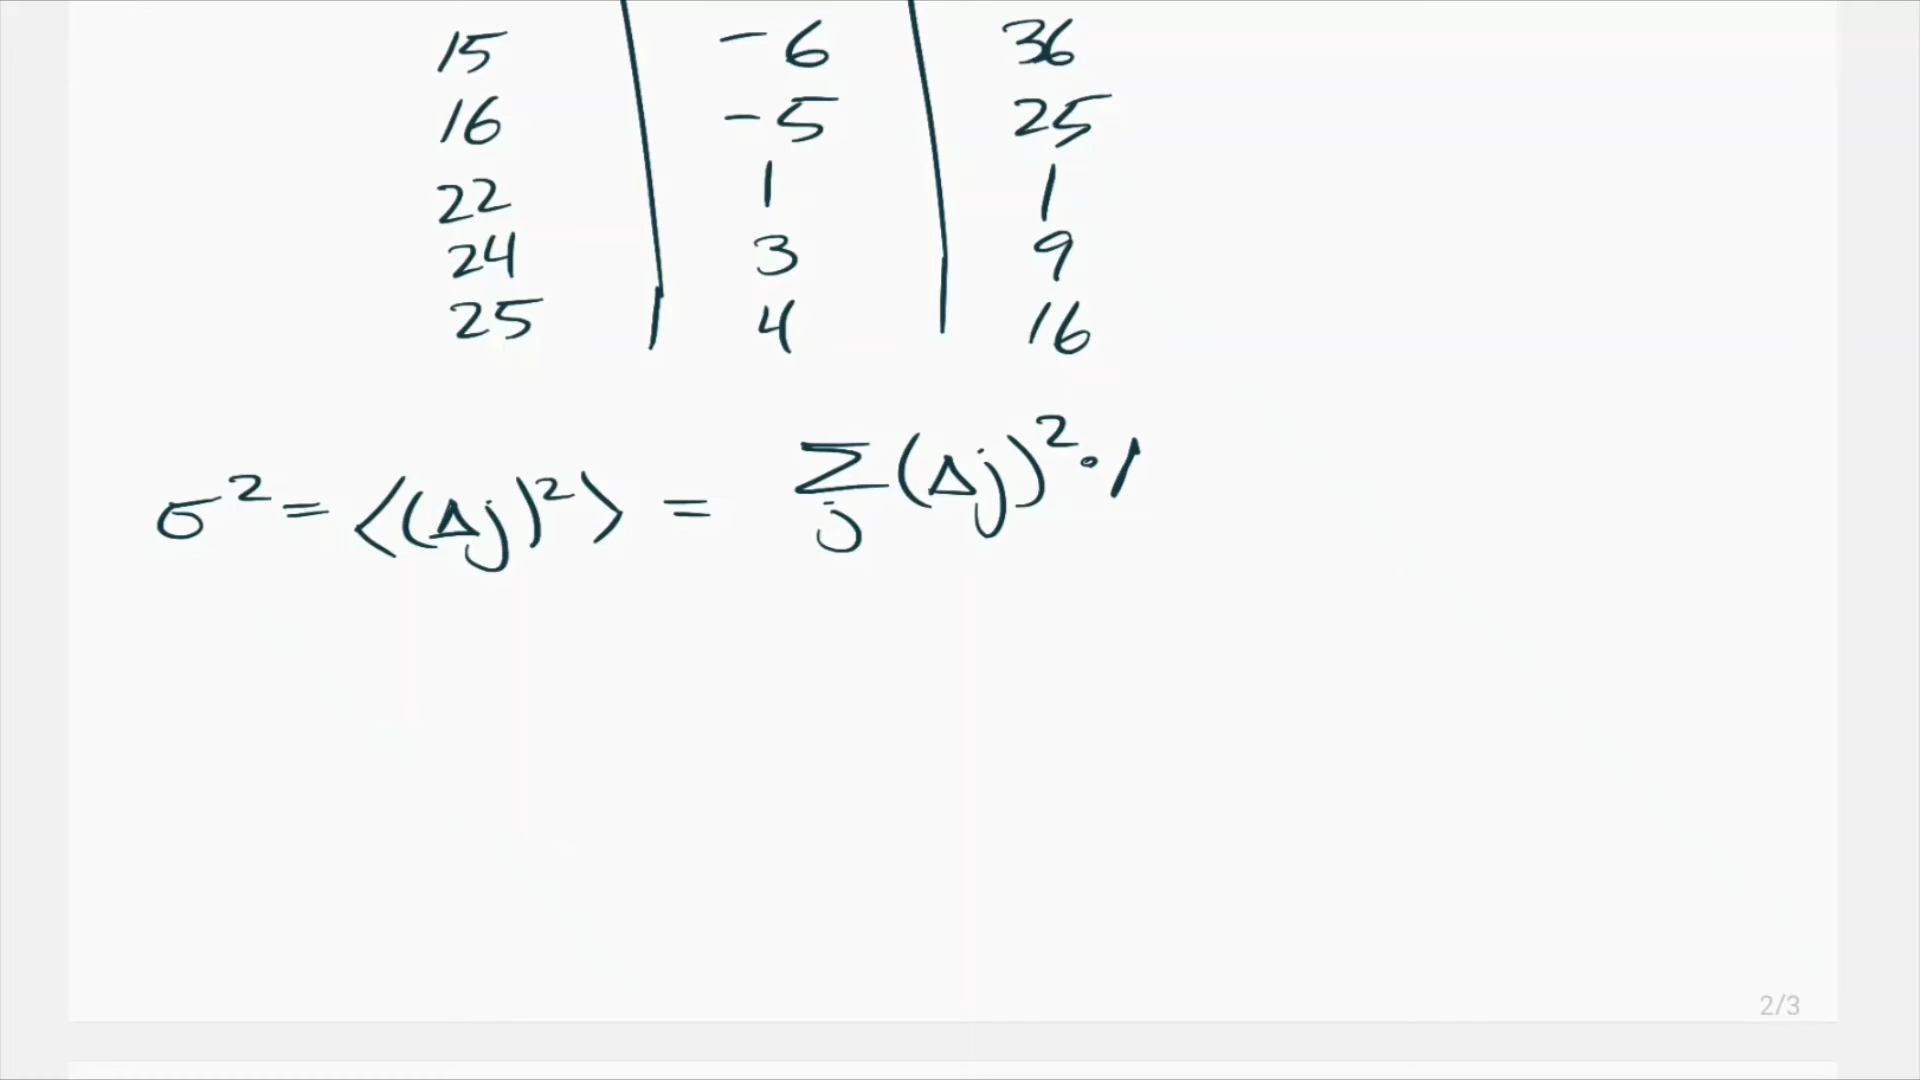 15 | -6 | 36
16 | -5 | 25
22 | 1 | 1
24 | 3 | 9
25 | 4 | 16
σ² = ⟨(Δj)²⟩ = Σ_j (Δj)² ·
2/3